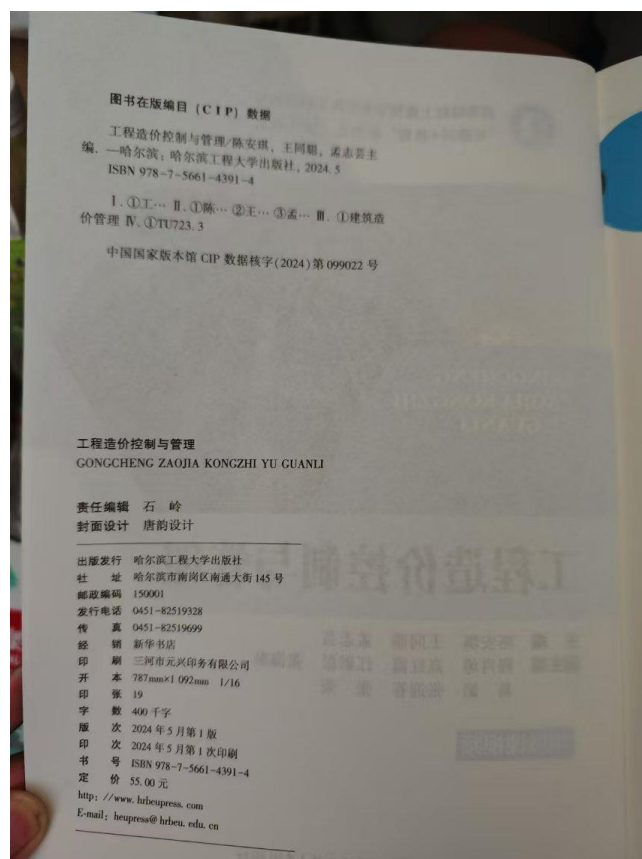 图书在版编目(CIP)数据
工程造价控制与管理/陈安琪,王同聪,孟志芸主
编.—哈尔滨:哈尔滨工程大学出版社,2024.5
ISBN 978-7-5661-4391-4
Ⅰ.①工… Ⅱ.①陈… ②王… ③孟… Ⅲ.①建筑造
价管理 Ⅳ.①TU723.3
中国国家版本馆 CIP 数据核字(2024)第 099022 号
工程造价控制与管理
GONGCHENG ZAOJIA KONGZHI YU GUANLI
责任编辑 石 岭
封面设计 唐韵设计
出版发行 哈尔滨工程大学出版社
社 址 哈尔滨市南岗区南通大街 145 号
邮政编码 150001
发行电话 0451-82519328
传 真 0451-82519699
经 销 新华书店
印 刷 三河市元兴印务有限公司
开 本 787mm×1 092mm 1/16
印 张 19
字 数 400 千字
版 次 2024 年 5 月第 1 版
印 次 2024 年 5 月第 1 次印刷
书 号 ISBN 978-7-5661-4391-4
定 价 55.00 元
http://www.hrbeupress.com
E-mail:heupress@hrbeu.edu.cn
工程造价控制与